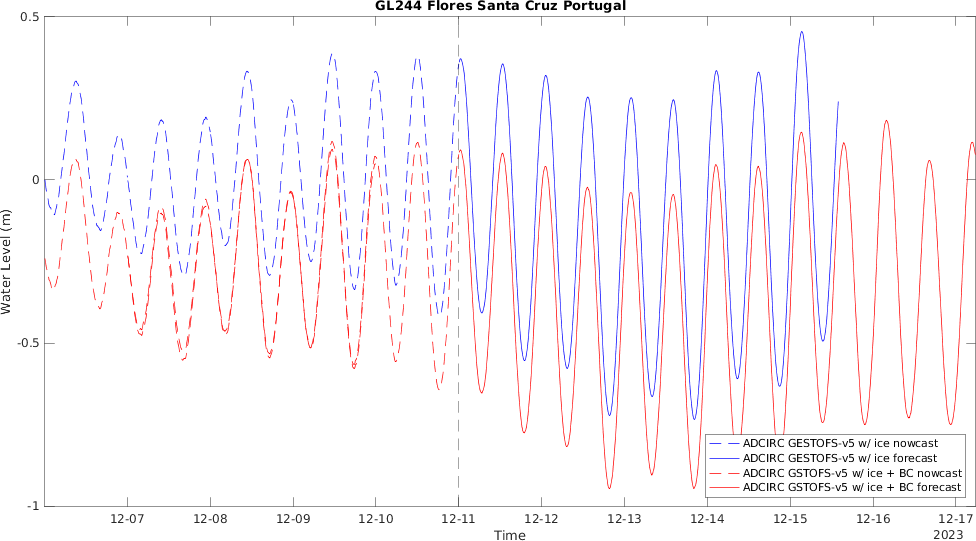 GL244 Flores Santa Cruz Portugal
0.5
0
-0.5
-1
Water Level (m)
ADCIRC GESTOFS-v5 w/ ice nowcast
ADCIRC GESTOFS-v5 w/ ice forecast
ADCIRC GSTOFS-v5 w/ ice + BC nowcast
ADCIRC GSTOFS-v5 w/ ice + BC forecast
12-07 12-08 12-09 12-10 12-11 12-12 12-13 12-14 12-15 12-16 12-17
Time
2023